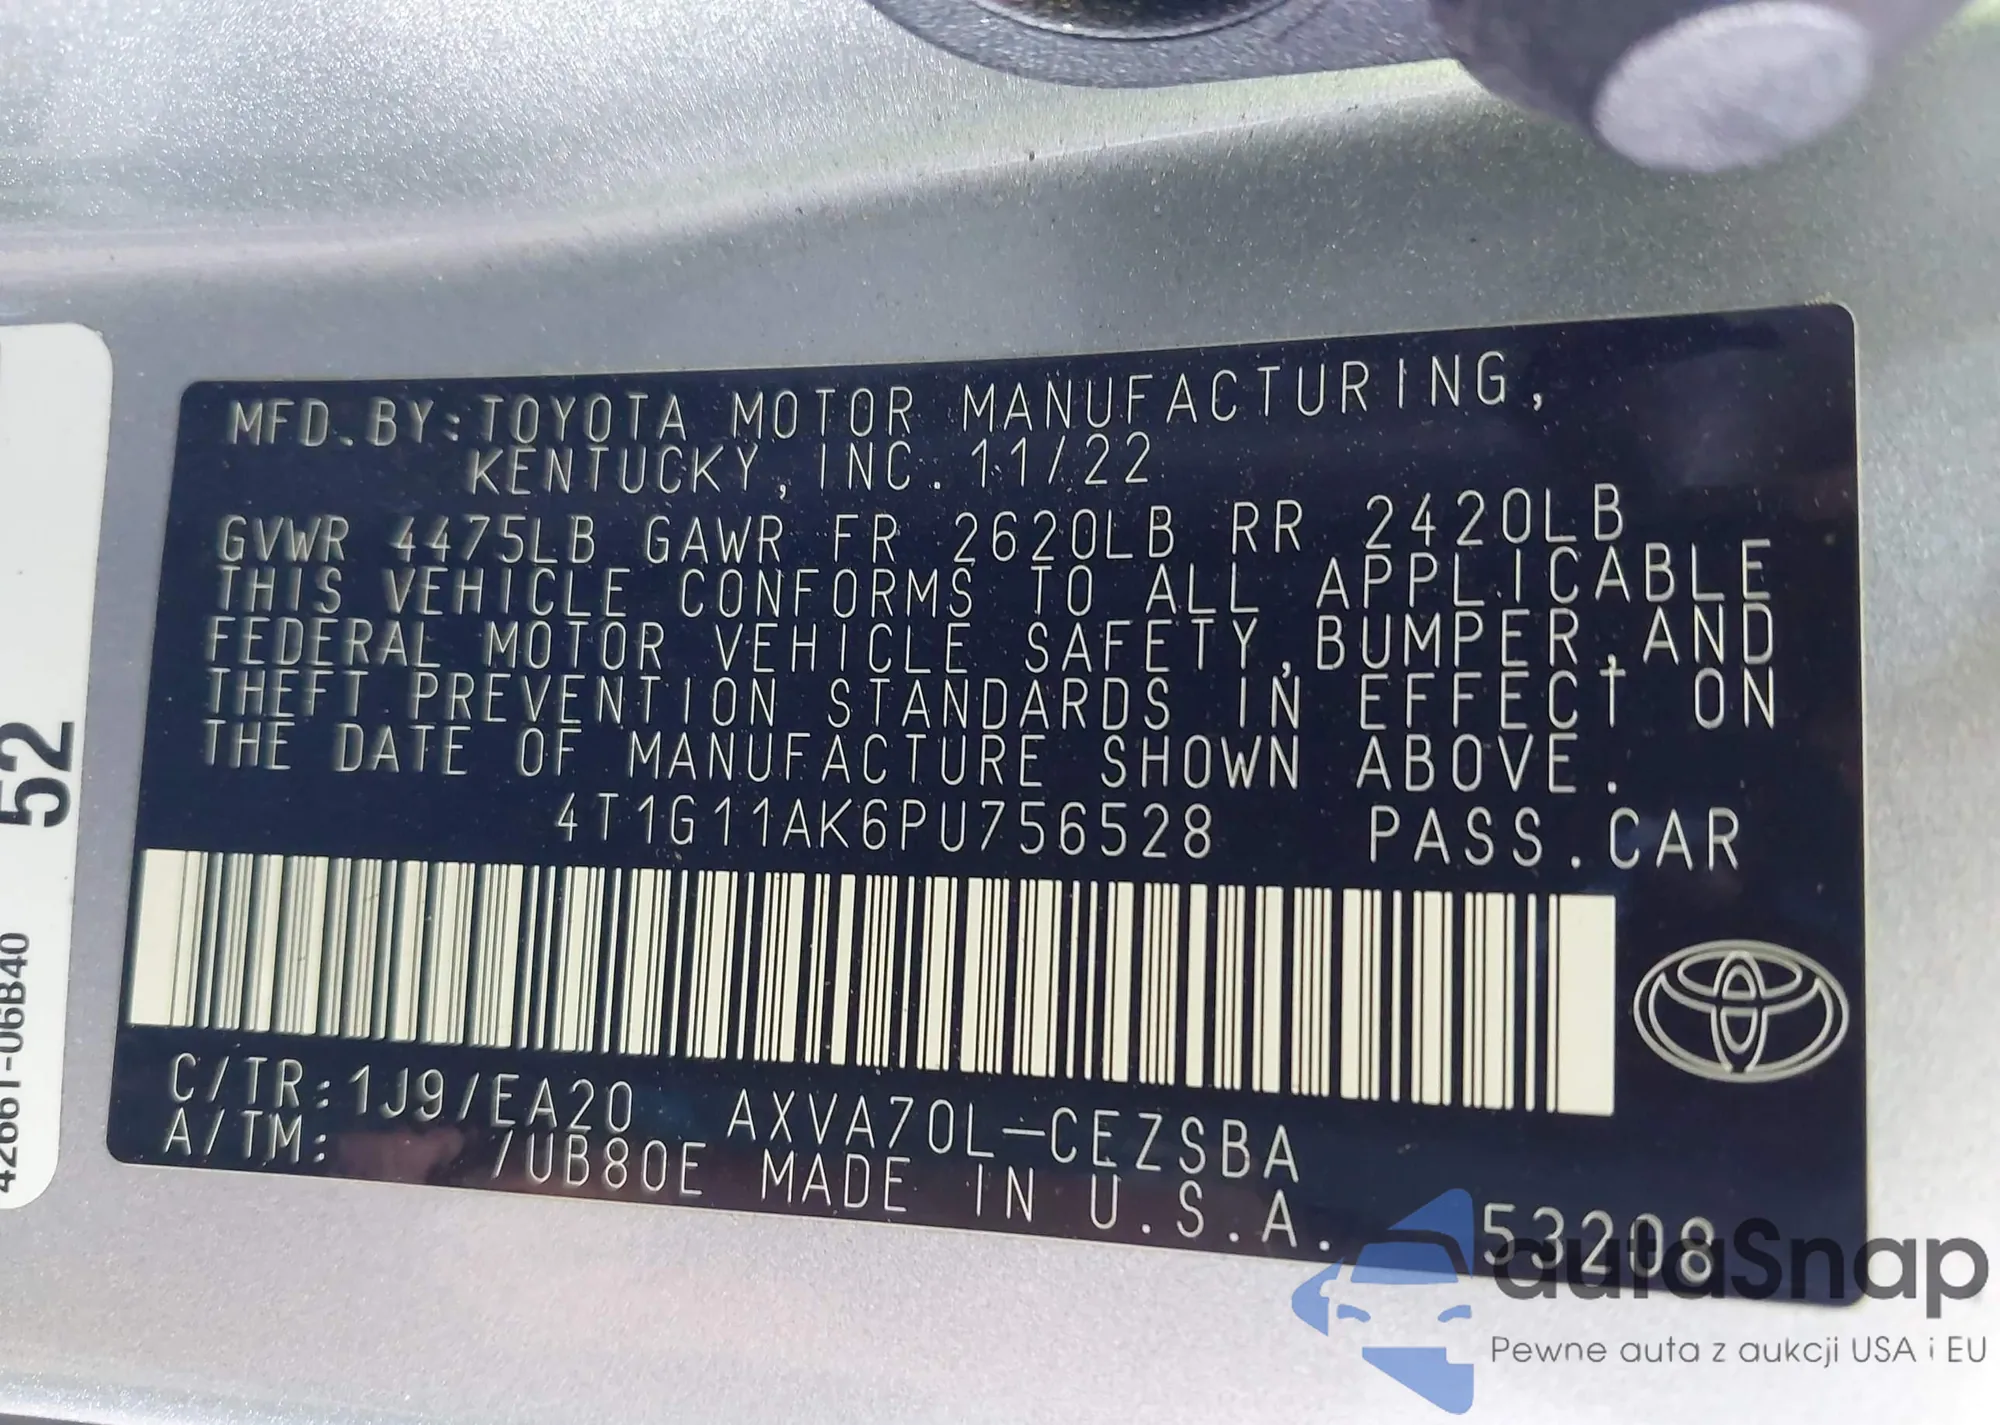 MFD. BY: TOYOTA MOTOR MANUFACTURING,
KENTUCKY, INC. 11/22
GVWR 4475LB GAWR FR 2620LB RR 2420LB
THIS VEHICLE CONFORMS TO ALL APPLICABLE
FEDERAL MOTOR VEHICLE SAFETY, BUMPER, AND
THEFT PREVENTION STANDARDS IN EFFECT ON
THE DATE OF MANUFACTURE SHOWN ABOVE.
4T1G11AK6PU756528 PASS. CAR
C/TR: 1J9/EA20 AXVA70L-CEZSBA
A/TM: /UB80E MADE IN U.S.A. 53208
52
42661-06B40
autaSnap
Pewne auta z aukcji USA i EU